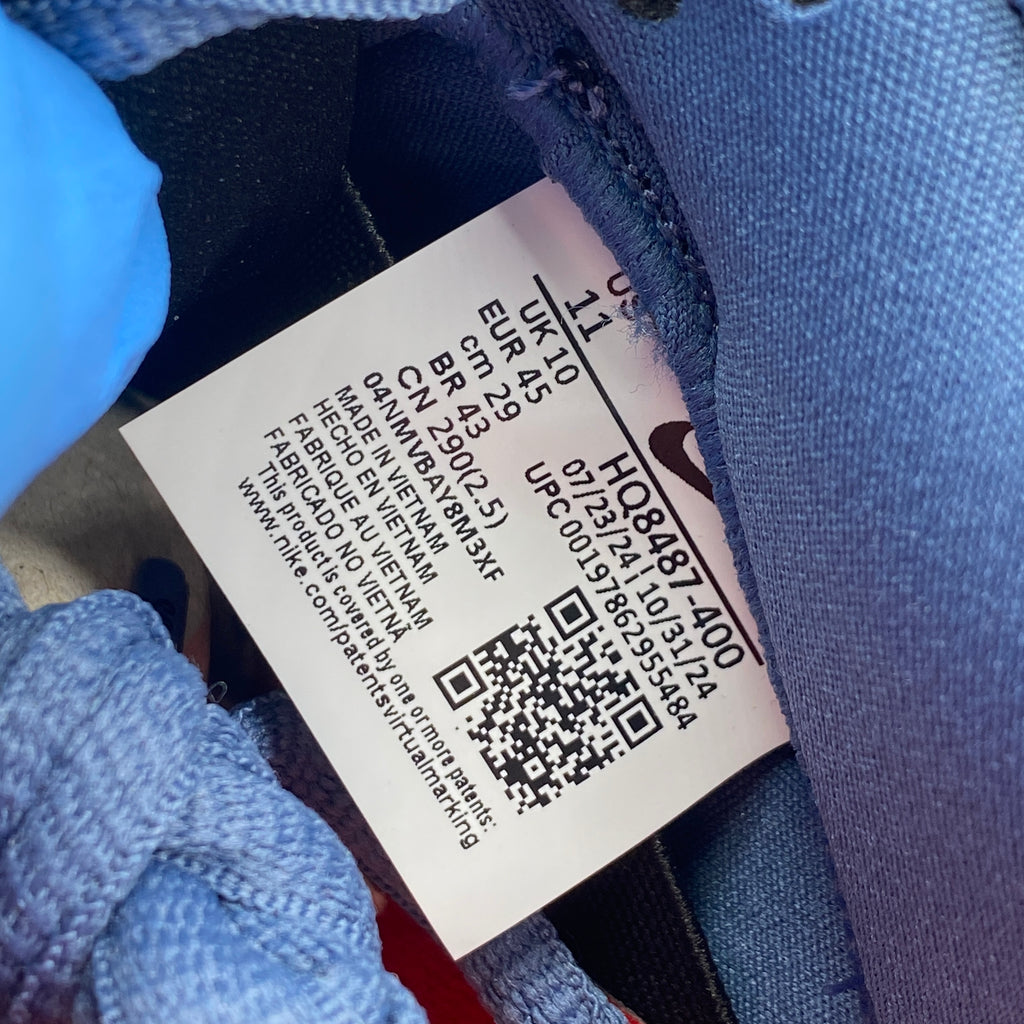 US
11
UK 10
EUR 45
cm 29
BR 43
CN 290(2.5)
04NMVBAY8M3XF
MADE IN VIETNAM
HECHO EN VIETNAM
FABRIQUE AU VIETNAM
FABRICADO NO VIETNÃ
This product is covered by one or more patents:
www.nike.com/patentsvirtualmarking
HQ8487-400
07/23/24 | 10/31/24
UPC 00197862955484